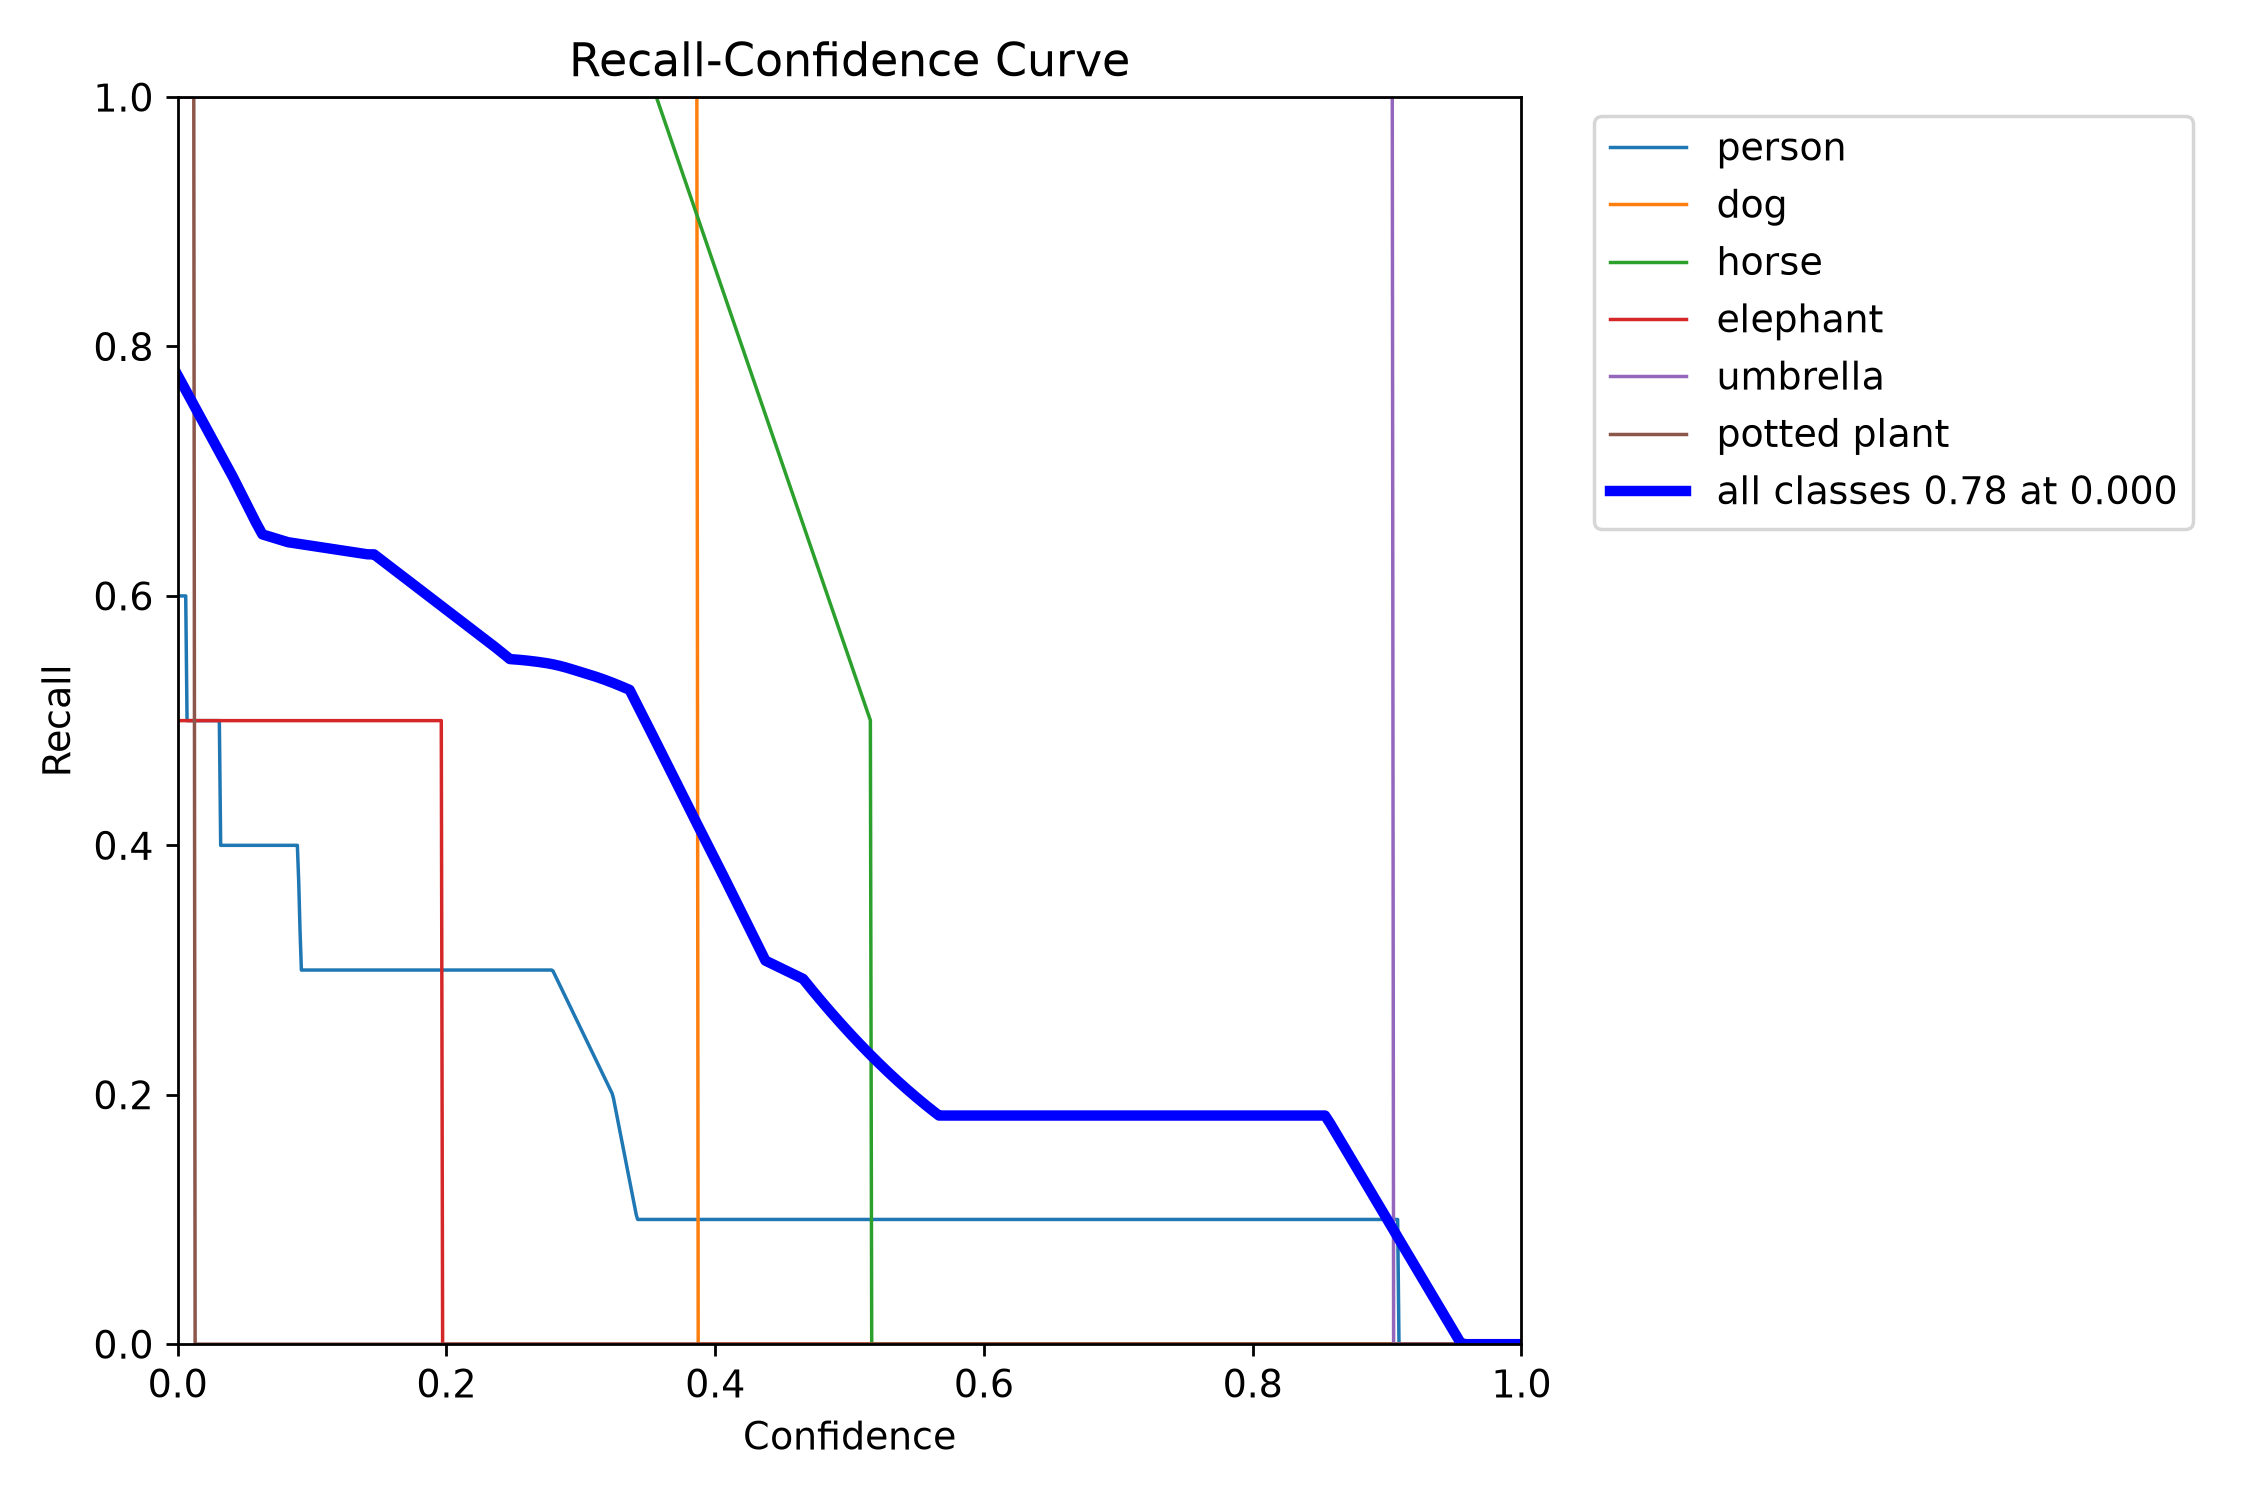 Recall-Confidence Curve
1.0
0.8
0.6
0.4
0.2
0.0
Recall
0.0 0.2 0.4 0.6 0.8 1.0
Confidence
person
dog
horse
elephant
umbrella
potted plant
all classes 0.78 at 0.000